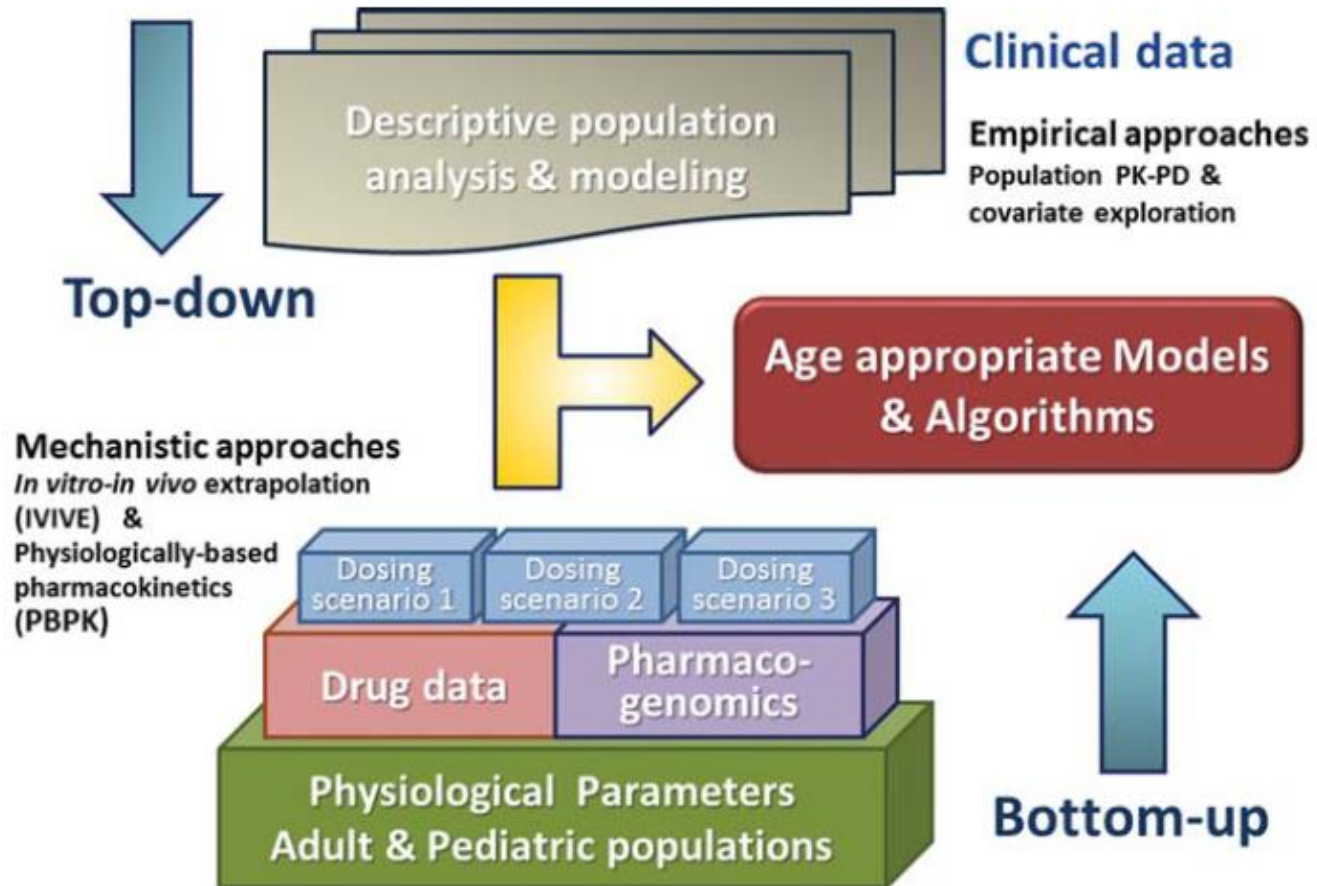 Clinical data
Descriptive population
analysis & modeling
Empirical approaches
Population PK-PD &
covariate exploration
Top-down
Age appropriate Models
& Algorithms
Mechanistic approaches
In vitro-in vivo extrapolation
(IVIVE) &
Physiologically-based
pharmacokinetics
(PBPK)
Dosing
scenario 1
Dosing
scenario 2
Dosing
scenario 3
Drug data
Pharmaco-
genomics
Physiological Parameters
Adult & Pediatric populations
Bottom-up